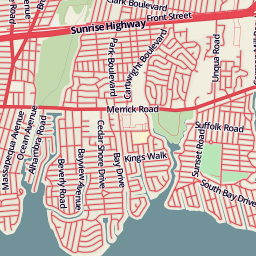 Clark Boulevard
Front Street
Sunrise Highway
Park Boulevard
Cartwright Boulevard
Unqua Road
Merrick Road
Massapequa Avenue
Ocean Avenue
Alhambra Road
Suffolk Road
Cedar Shore Drive
Bay Drive
Kings Walk
Bayview Avenue
Beverly Road
Sunset Road
South Bay Drive